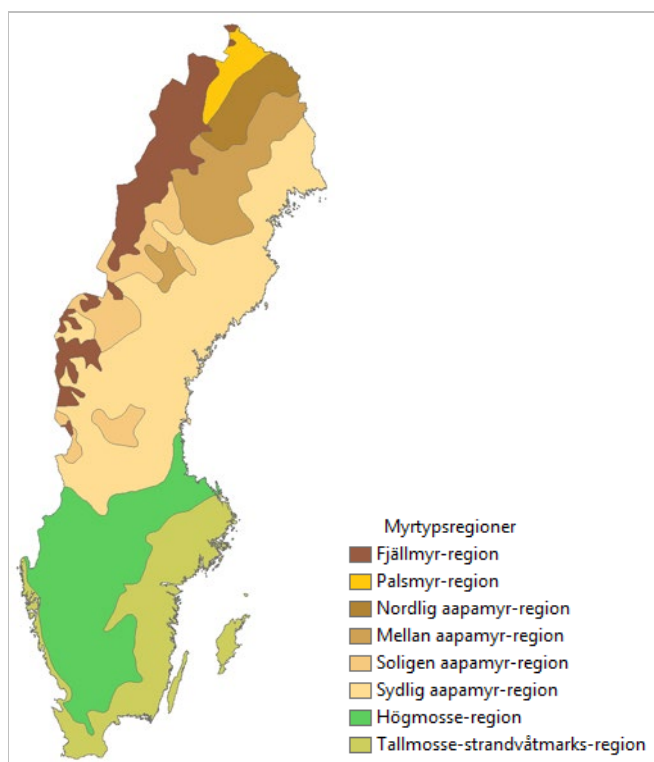 Myrtypsregioner
Fjällmyr-region
Palsmyr-region
Nordlig aapamyr-region
Mellan aapamyr-region
Soligen aapamyr-region
Sydlig aapamyr-region
Högmosse-region
Tallmosse-strandvåtmarks-region